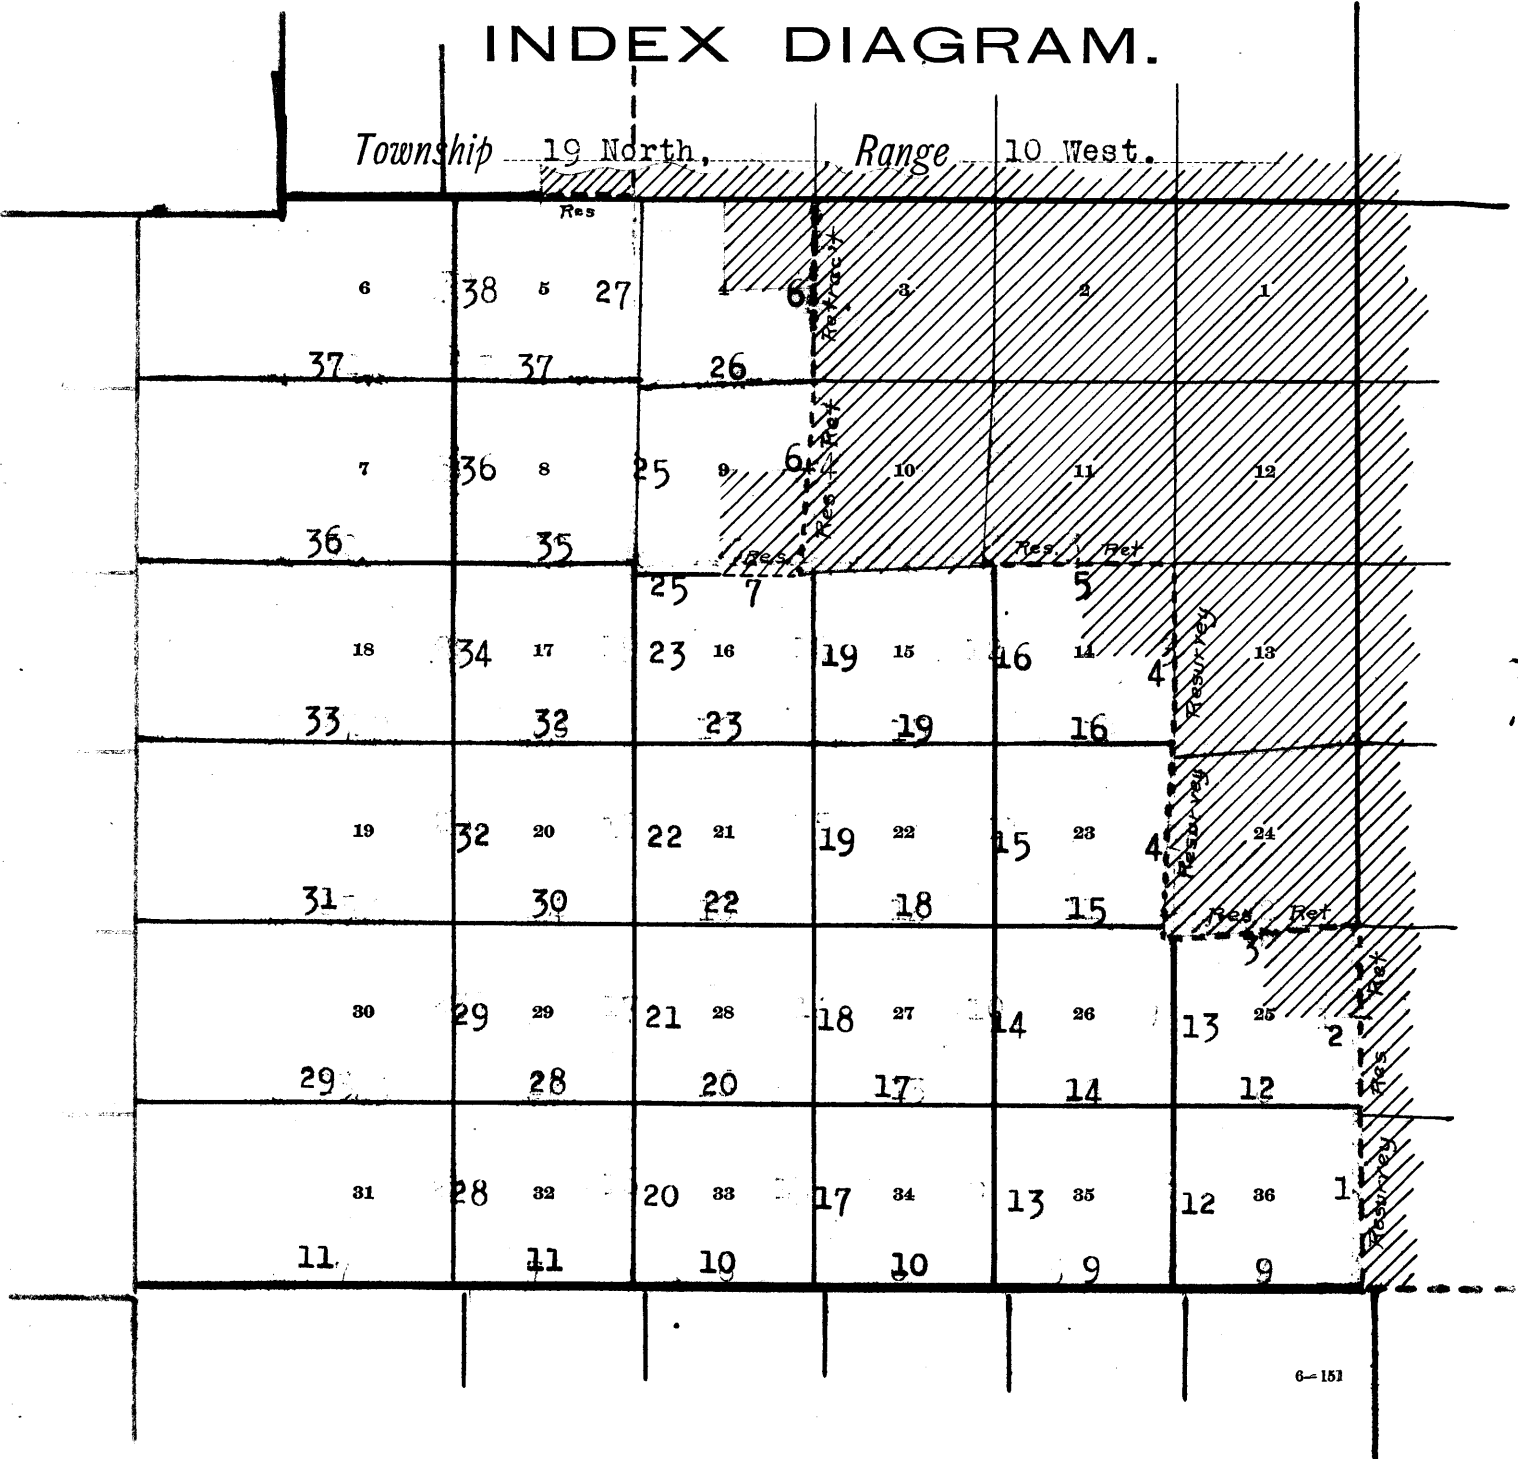 INDEX DIAGRAM.
Township 19 North, Range 10 West.
Res
6 38 5 27 4 6 Retrac't 3 2 1
37 37 26
7 36 8 25 9 6 Res + Ret 10 11 12
36 35 Res. Res. Ret
25 7 5
18 34 17 23 16 19 15 16 14 4 Resurvey 13
33 32 23 19 16
19 32 20 22 21 19 22 15 23 4 Resurvey 24
31 30 22 18 15 Res Ret
3 Ret
30 29 29 21 28 18 27 14 26 13 25 2
29 28 20 17 14 12 Res
31 28 32 20 33 17 34 13 35 12 36 1 Resurvey
11 11 10 10 9 9
6—151